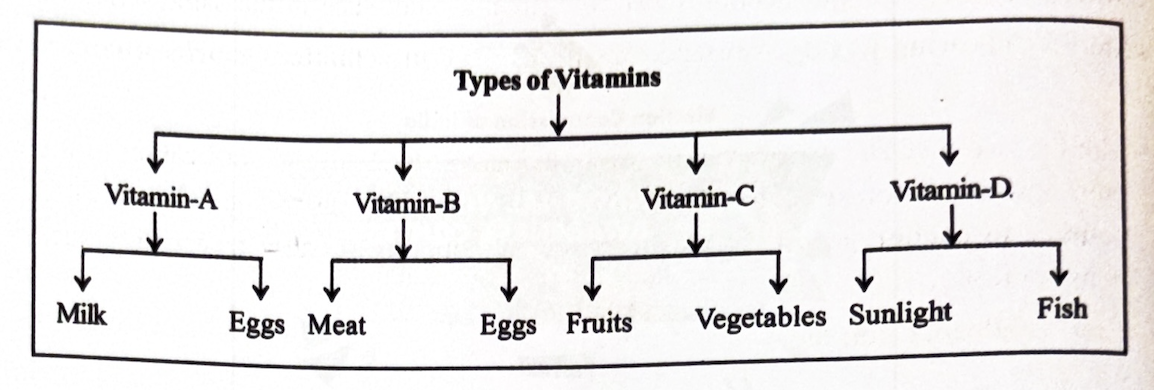 Types of Vitamins
Vitamin-A Vitamin-B Vitamin-C Vitamin-D.
Milk Eggs Meat Eggs Fruits Vegetables Sunlight Fish